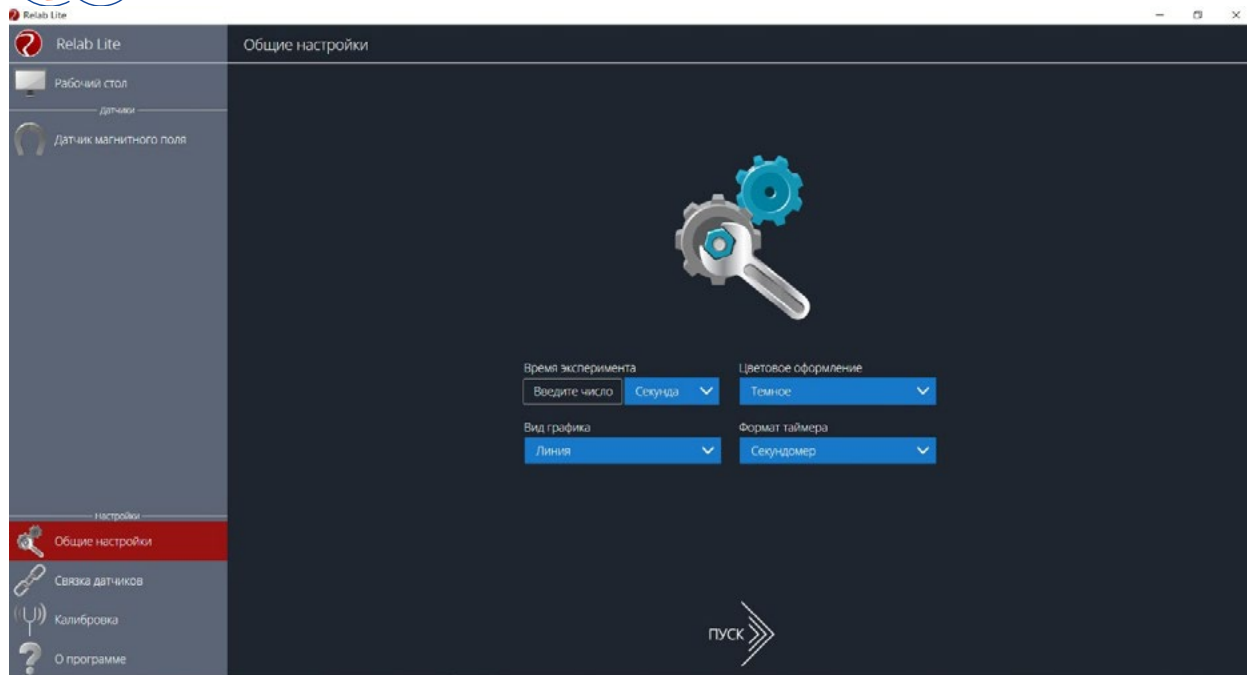 Relab Lite
Relab Lite
Общие настройки
Рабочий стол
Датчики
Датчик магнитного поля
Время эксперимента
Цветовое оформление
Введите число
Секунда
Темное
Вид графика
Формат таймера
Линия
Секундомер
Настройки
Общие настройки
Связка датчиков
Калибровка
О программе
ПУСК